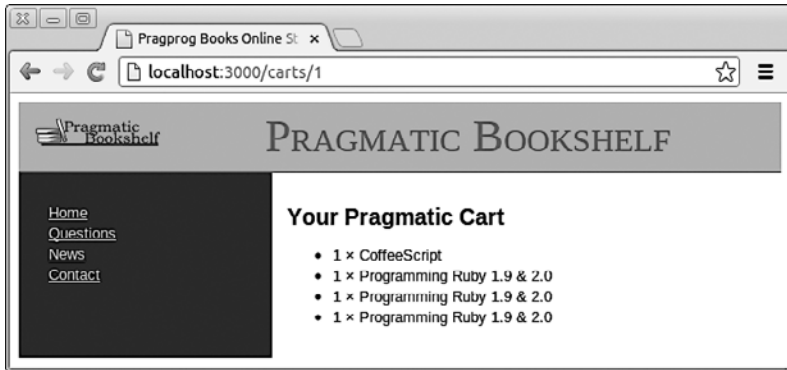 Pragprog Books Online St
localhost:3000/carts/1
Pragmatic
Bookshelf
PRAGMATIC BOOKSHELF
Home
Questions
News
Contact
Your Pragmatic Cart
• 1 × CoffeeScript
• 1 × Programming Ruby 1.9 & 2.0
• 1 × Programming Ruby 1.9 & 2.0
• 1 × Programming Ruby 1.9 & 2.0